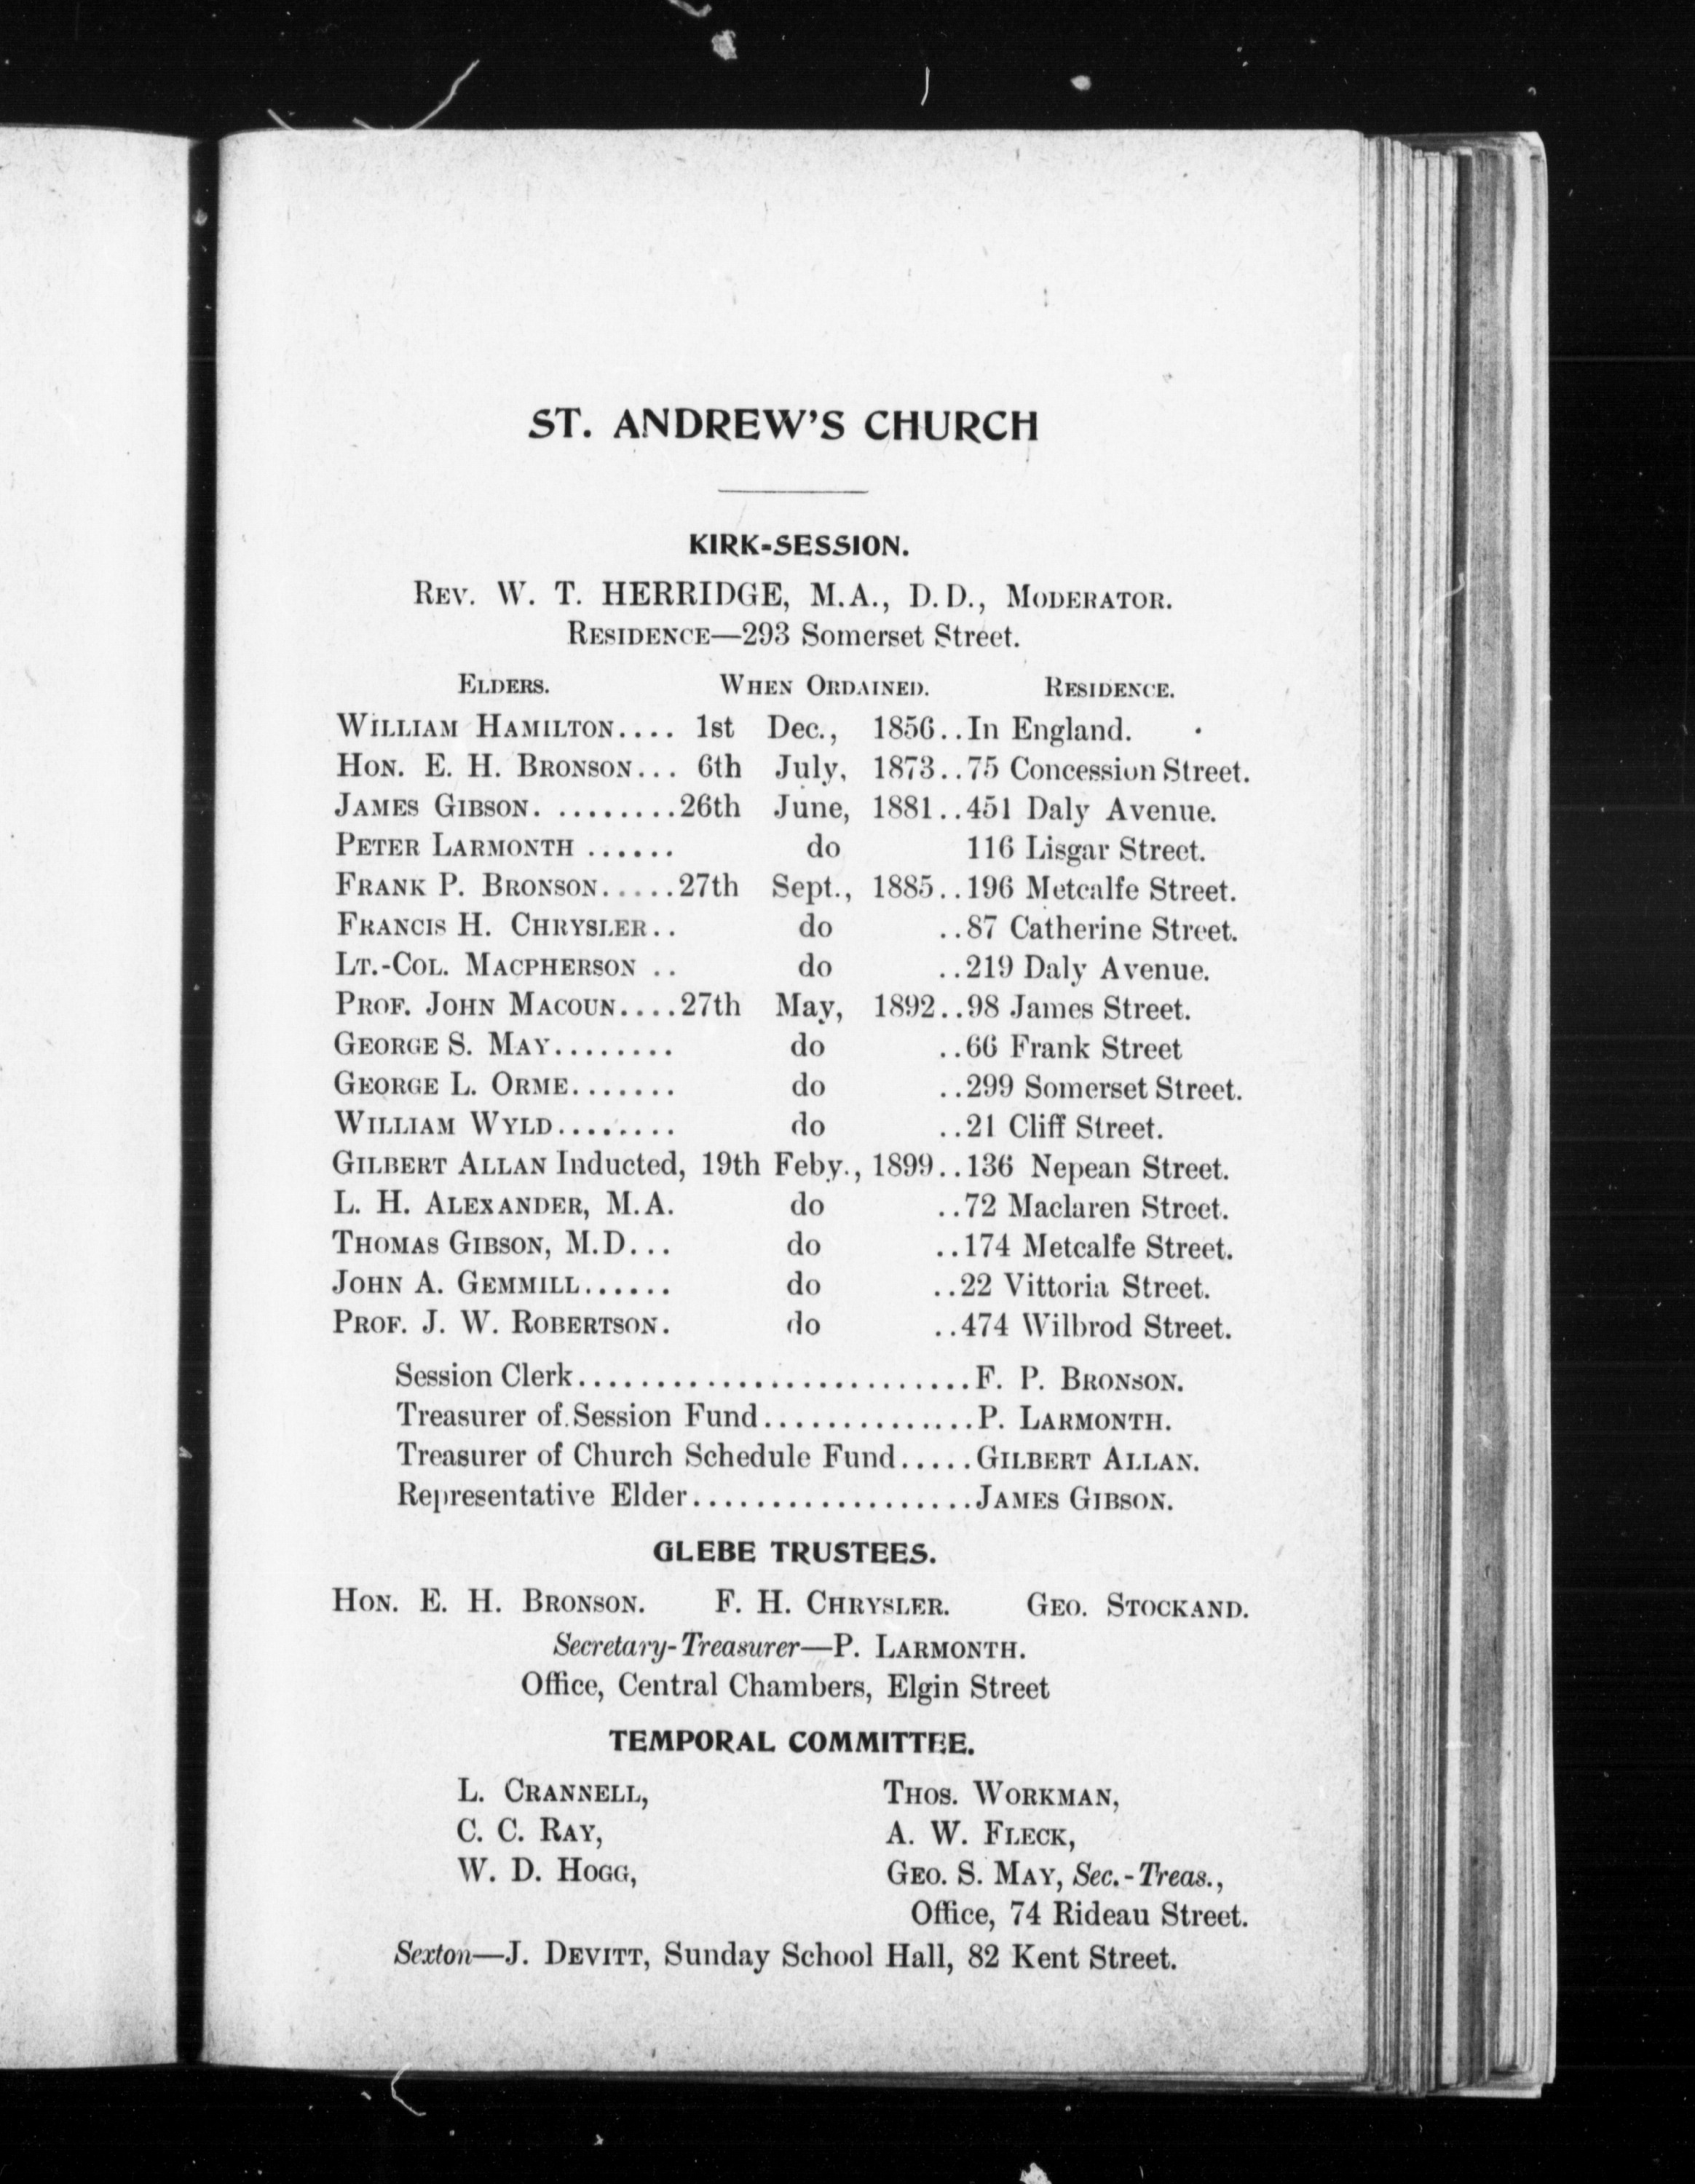 ST. ANDREW'S CHURCH
KIRK-SESSION.
REV. W. T. HERRIDGE, M.A., D.D., MODERATOR.
RESIDENCE—293 Somerset Street.
ELDERS. WHEN ORDAINED. RESIDENCE.
WILLIAM HAMILTON.... 1st Dec., 1856..In England.
HON. E. H. BRONSON... 6th July, 1873..75 Concession Street.
JAMES GIBSON. ........26th June, 1881..451 Daly Avenue.
PETER LARMONTH ...... do 116 Lisgar Street.
FRANK P. BRONSON.....27th Sept., 1885..196 Metcalfe Street.
FRANCIS H. CHRYSLER.. do ..87 Catherine Street.
LT.-COL. MACPHERSON .. do ..219 Daly Avenue.
PROF. JOHN MACOUN....27th May, 1892..98 James Street.
GEORGE S. MAY........ do ..66 Frank Street
GEORGE L. ORME....... do ..299 Somerset Street.
WILLIAM WYLD........ do ..21 Cliff Street.
GILBERT ALLAN Inducted, 19th Feby., 1899..136 Nepean Street.
L. H. ALEXANDER, M.A. do ..72 Maclaren Street.
THOMAS GIBSON, M.D... do ..174 Metcalfe Street.
JOHN A. GEMMILL...... do ..22 Vittoria Street.
PROF. J. W. ROBERTSON. do ..474 Wilbrod Street.
Session Clerk..........................F. P. BRONSON.
Treasurer of Session Fund..............P. LARMONTH.
Treasurer of Church Schedule Fund.....GILBERT ALLAN.
Representative Elder...................JAMES GIBSON.
GLEBE TRUSTEES.
HON. E. H. BRONSON. F. H. CHRYSLER. GEO. STOCKAND.
Secretary-Treasurer—P. LARMONTH.
Office, Central Chambers, Elgin Street
TEMPORAL COMMITTEE.
L. CRANNELL, THOS. WORKMAN,
C. C. RAY, A. W. FLECK,
W. D. HOGG, GEO. S. MAY, Sec.-Treas.,
Office, 74 Rideau Street.
Sexton—J. DEVITT, Sunday School Hall, 82 Kent Street.